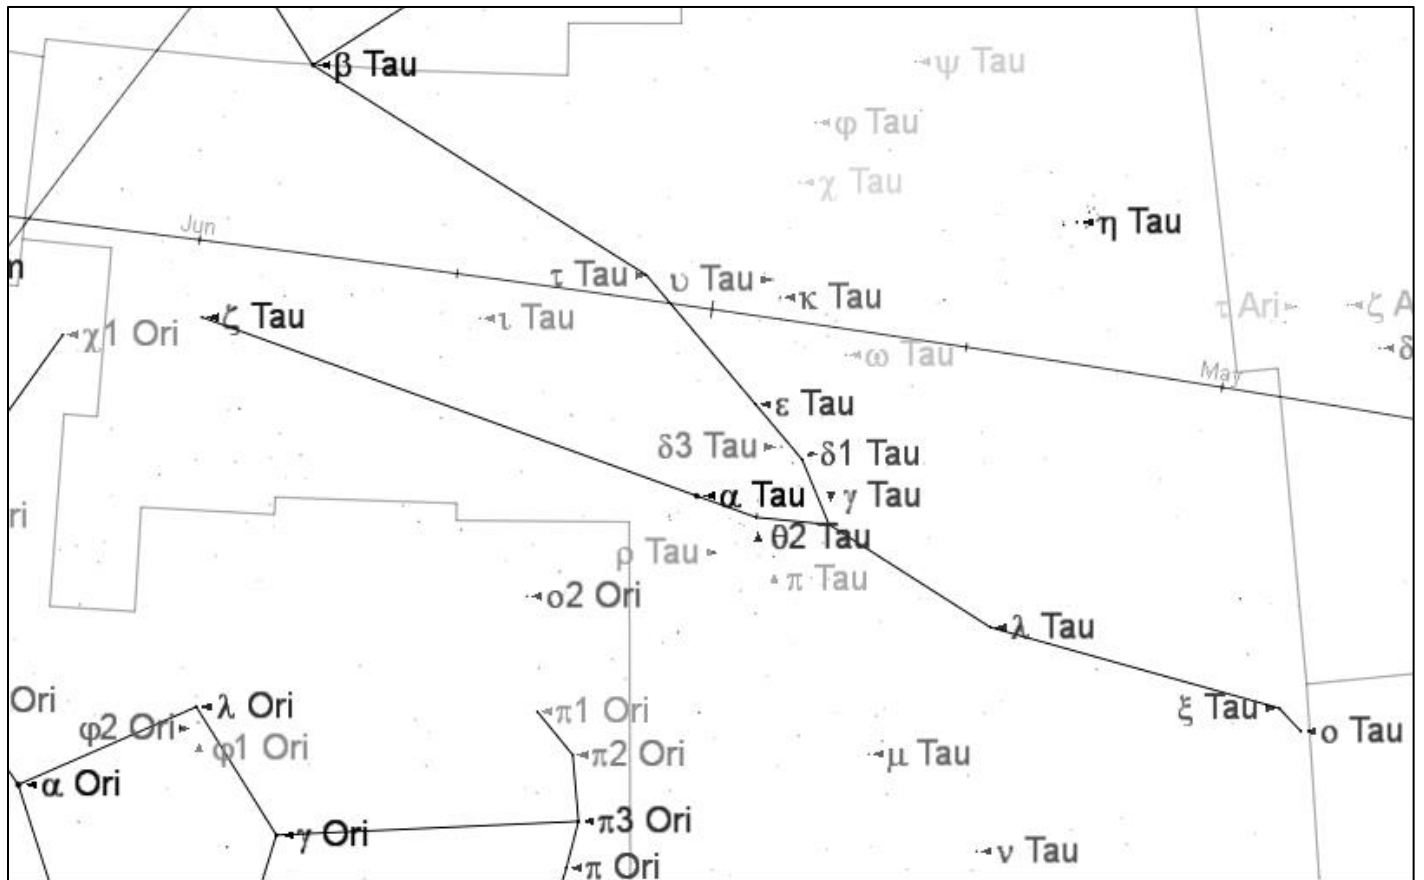 β Tau
ψ Tau
φ Tau
χ Tau
η Tau
Jun
τ Tau
υ Tau
κ Tau
τ Ari
ζ A
ζ Tau
ι Tau
χ1 Ori
ω Tau
δ
May
ε Tau
δ3 Tau
δ1 Tau
α Tau
γ Tau
ri
θ2 Tau
ρ Tau
π Tau
ο2 Ori
λ Tau
Ori
λ Ori
π1 Ori
ξ Tau
φ2 Ori
ο Tau
φ1 Ori
π2 Ori
μ Tau
α Ori
π3 Ori
γ Ori
ν Tau
π Ori